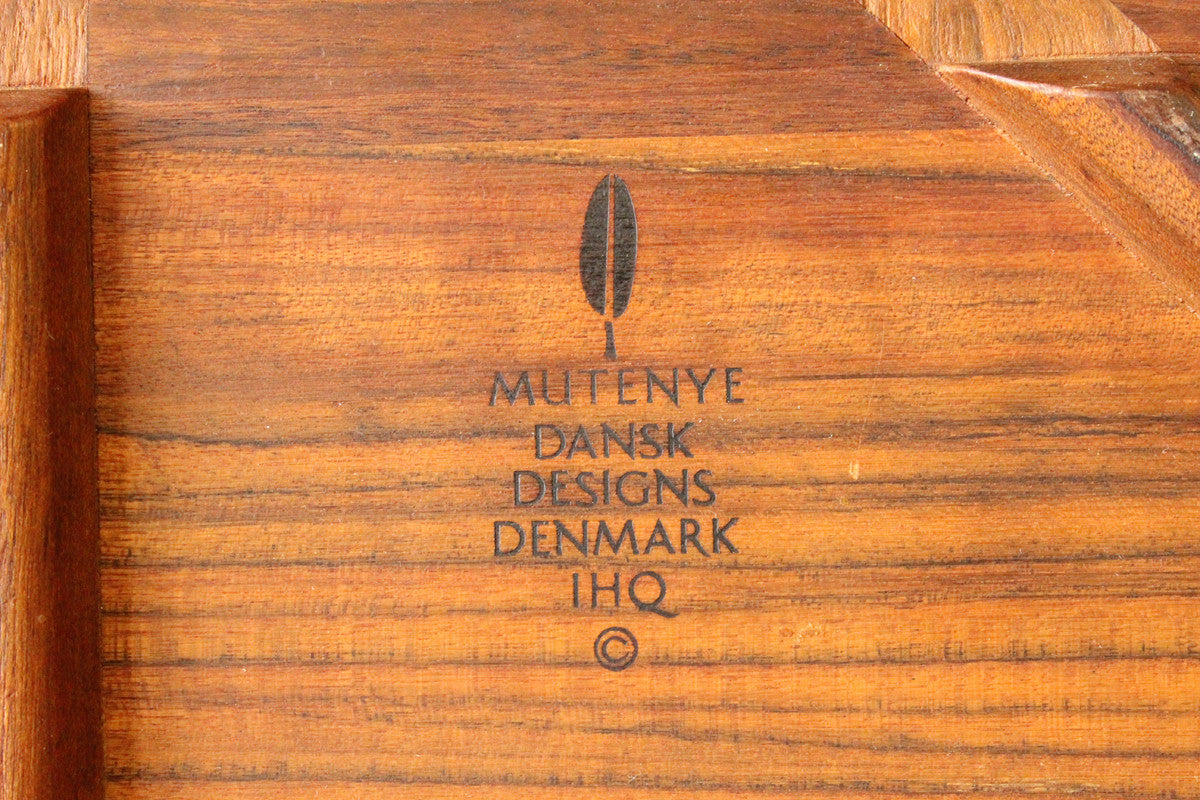 MUTENYE
DANSK
DESIGNS
DENMARK
IHQ
©